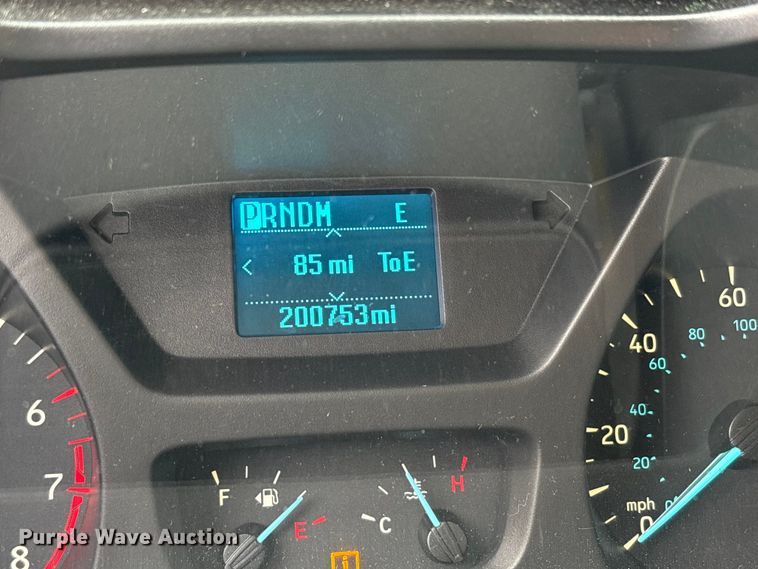 PRNDM E
85 mi ToE
200753mi
60
80 100
40
60
6
40
20
F
H
20
7
mph
E
C
0
Purple Wave Auction
8
i